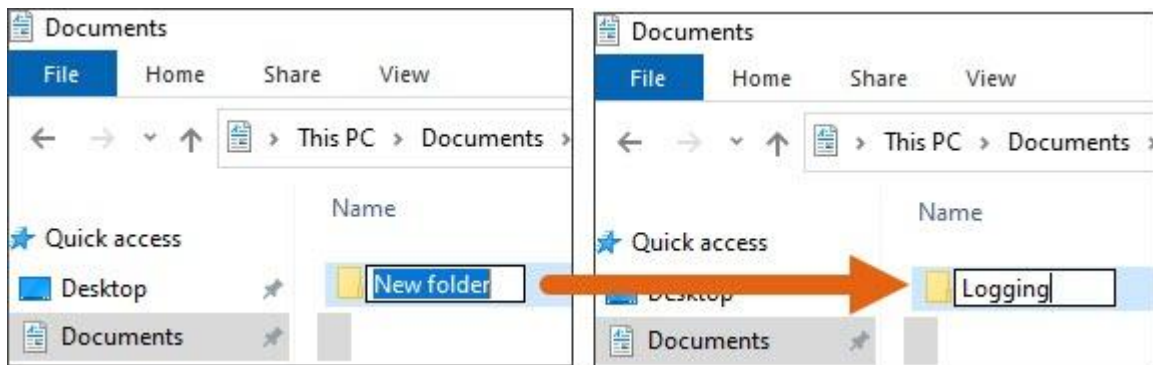 Documents
File Home Share View
This PC > Documents >
Name
Quick access
New folder
Desktop
Documents
Documents
File Home Share View
This PC > Documents >
Name
Quick access
Logging
Desktop
Documents